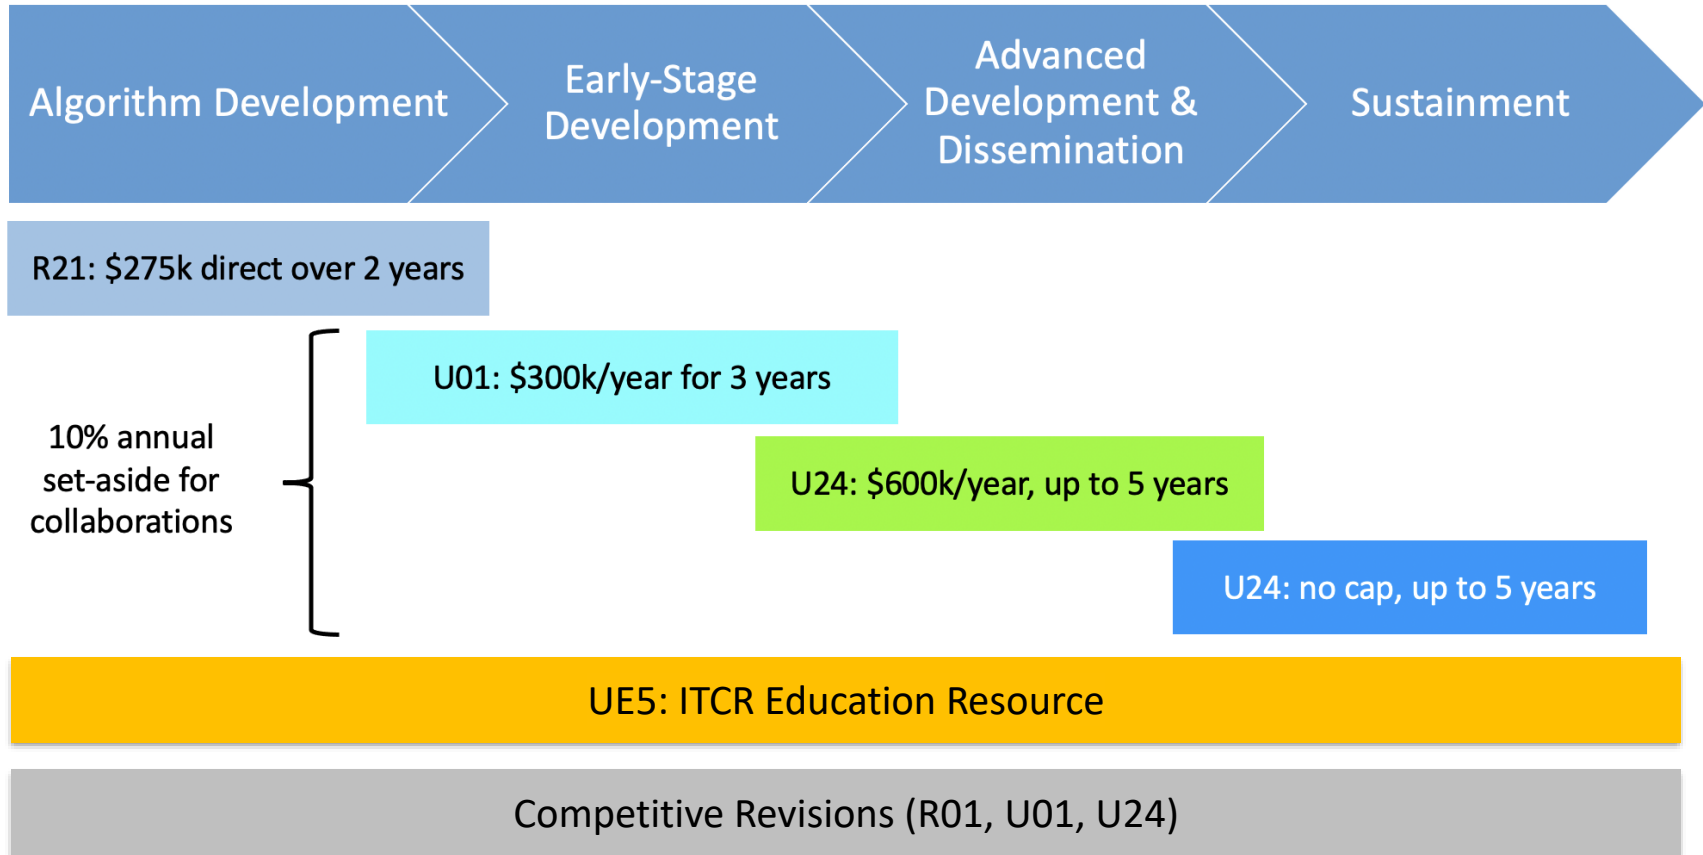 Algorithm Development
Early-Stage
Development
Advanced
Development &
Dissemination
Sustainment
R21: $275k direct over 2 years
U01: $300k/year for 3 years
10% annual
set-aside for
collaborations
U24: $600k/year, up to 5 years
U24: no cap, up to 5 years
UE5: ITCR Education Resource
Competitive Revisions (R01, U01, U24)